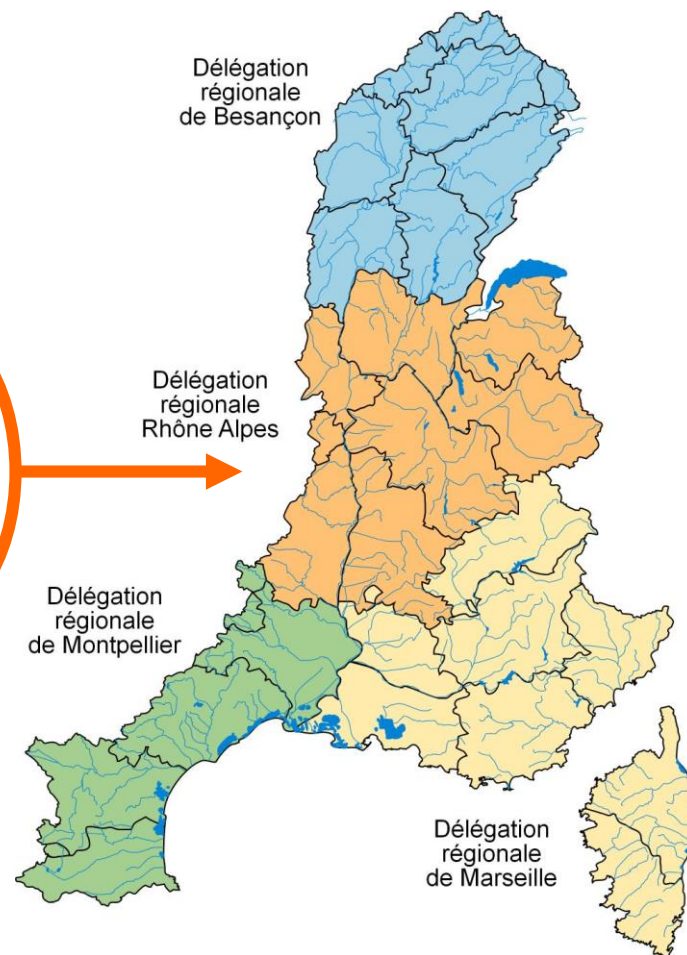 Délégation
régionale
de Besançon
Délégation
régionale
Rhône Alpes
Délégation
régionale
de Montpellier
Délégation
régionale
de Marseille